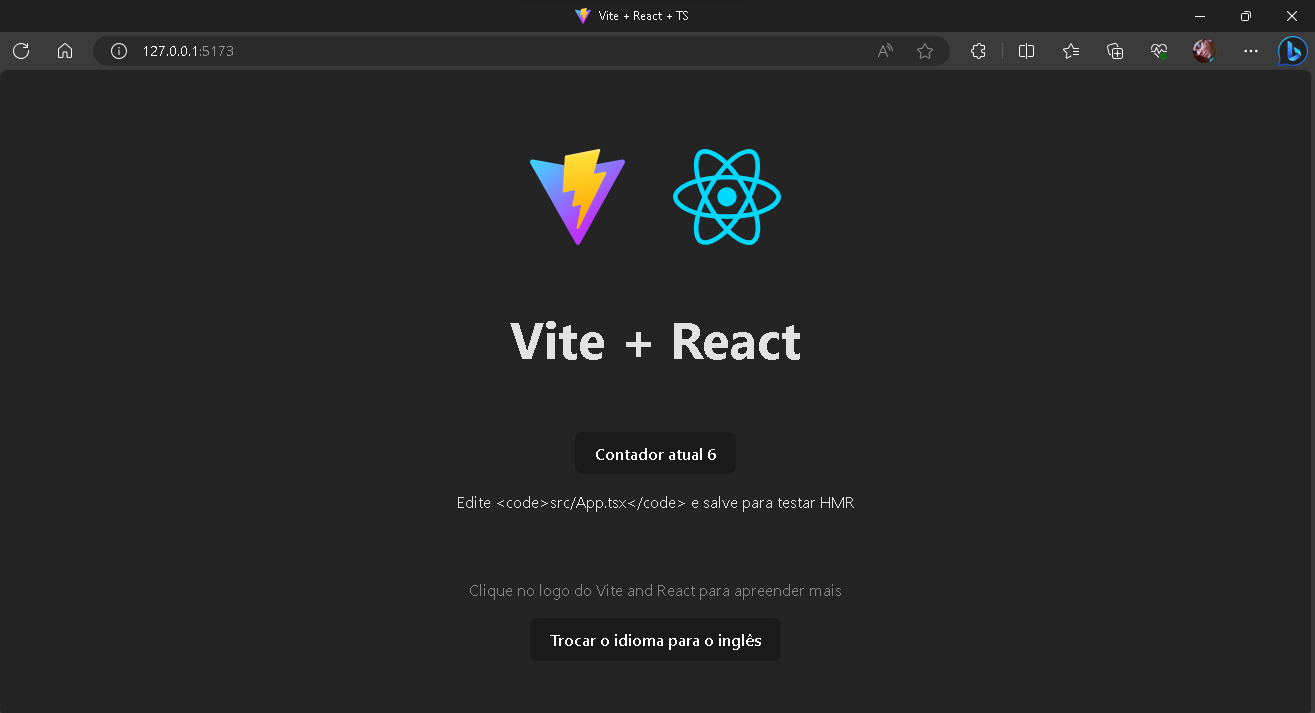 Vite + React + TS
127.0.0.1:5173
Vite + React
Contador atual 6
Edite <code>src/App.tsx</code> e salve para testar HMR
Clique no logo do Vite and React para apreender mais
Trocar o idioma para o inglês